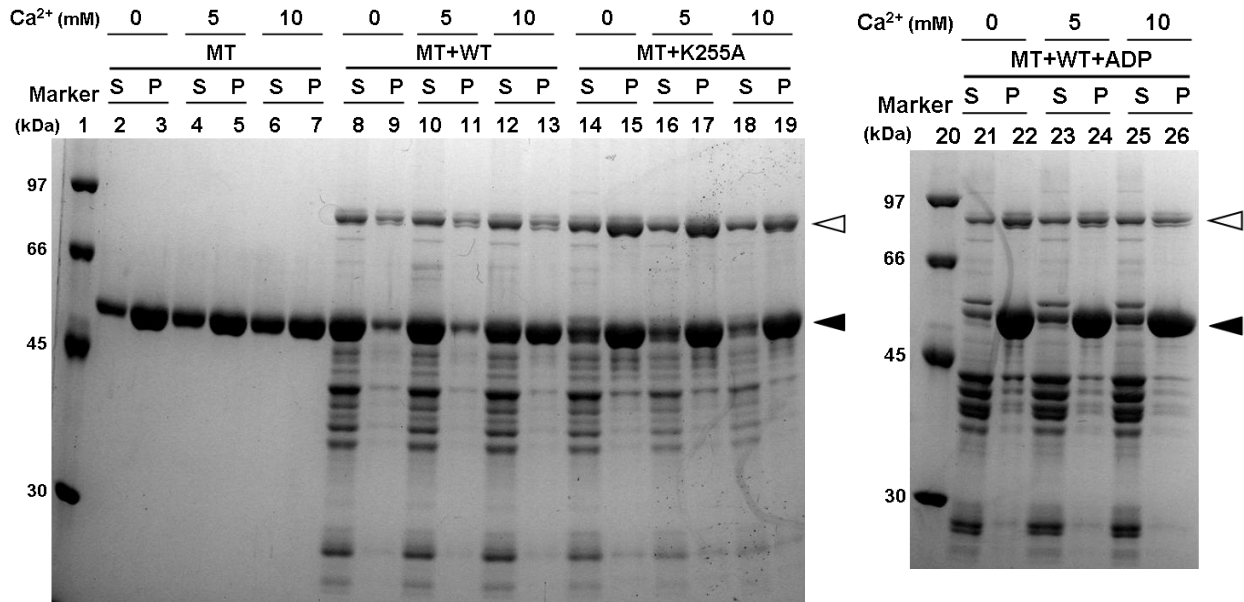 Ca²⁺ (mM) 0 5 10 0 5 10 0 5 10
MT MT+WT MT+K255A
Marker S P S P S P S P S P S P S P S P S P
(kDa) 1 2 3 4 5 6 7 8 9 10 11 12 13 14 15 16 17 18 19
97
66
45
30
Ca²⁺ (mM) 0 5 10
MT+WT+ADP
Marker S P S P S P
(kDa) 20 21 22 23 24 25 26
97
66
45
30